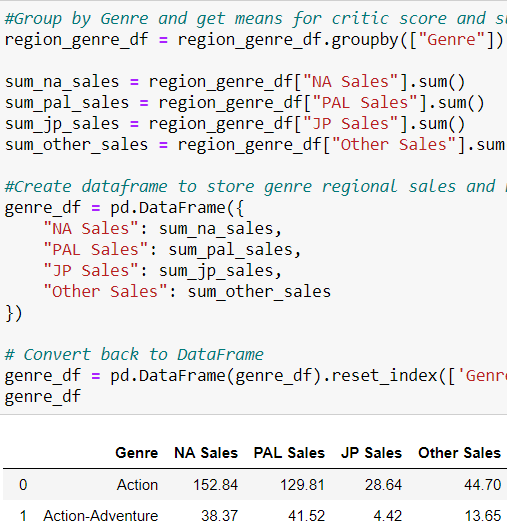 #Group by Genre and get means for critic score and
region_genre_df = region_genre_df.groupby(["Genre"])
sum_na_sales = region_genre_df["NA Sales"].sum()
sum_pal_sales = region_genre_df["PAL Sales"].sum()
sum_jp_sales = region_genre_df["JP Sales"].sum()
sum_other_sales = region_genre_df["Other Sales"].sum
#Create dataframe to store genre regional sales and
genre_df = pd.DataFrame({
    "NA Sales": sum_na_sales,
    "PAL Sales": sum_pal_sales,
    "JP Sales": sum_jp_sales,
    "Other Sales": sum_other_sales
})
# Convert back to DataFrame
genre_df = pd.DataFrame(genre_df).reset_index(['Genre
genre_df
Genre NA Sales PAL Sales JP Sales Other Sales
0 Action 152.84 129.81 28.64 44.70
1 Action-Adventure 38.37 41.52 4.42 13.65